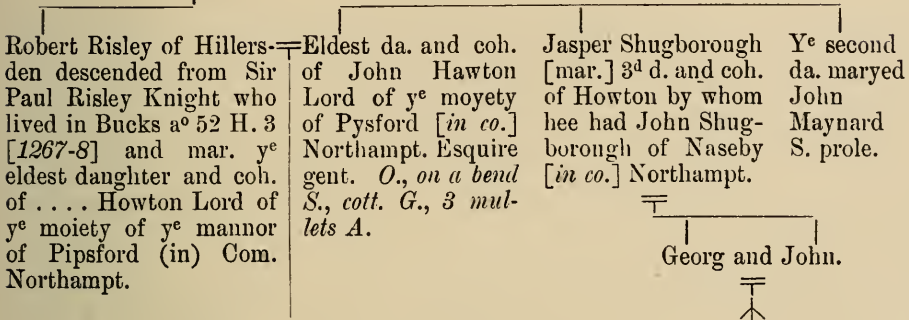 Robert Risley of Hillers-
den descended from Sir
Paul Risley Knight who
lived in Bucks aº 52 H. 3
[1267-8] and mar. yᵉ
eldest daughter and coh.
of . . . . Howton Lord of
yᵉ moiety of yᵉ mannor
of Pipsford (in) Com.
Northampt.
Eldest da. and coh.
of John Hawton
Lord of yᵉ moyety
of Pysford [in co.]
Northampt. Esquire
gent. O., on a bend
S., cott. G., 3 mul-
lets A.
Jasper Shugborough
[mar.] 3ᵈ d. and coh.
of Howton by whom
hee had John Shug-
borough of Naseby
[in co.] Northampt.
Yᵉ second
da. maryed
John
Maynard
S. prole.
Georg and John.